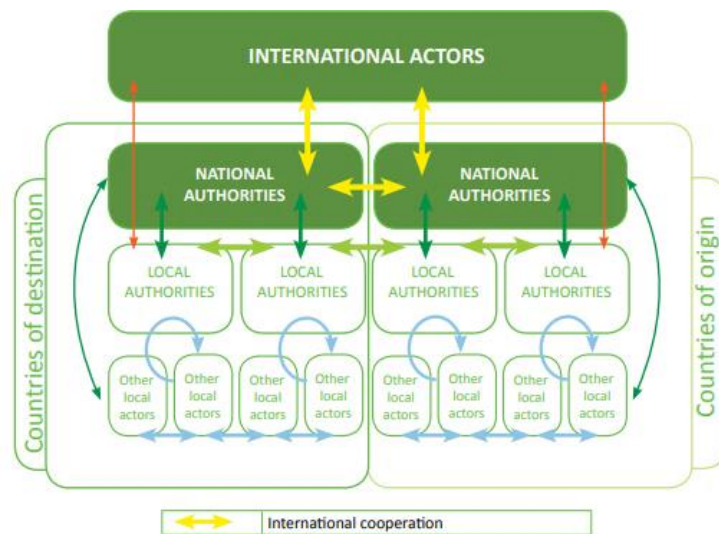 INTERNATIONAL ACTORS
NATIONAL
AUTHORITIES
NATIONAL
AUTHORITIES
Countries of destination
Countries of origin
LOCAL
AUTHORITIES
LOCAL
AUTHORITIES
LOCAL
AUTHORITIES
LOCAL
AUTHORITIES
Other
local
actors
Other
local
actors
Other
local
actors
Other
local
actors
Other
local
actors
Other
local
actors
Other
local
actors
Other
local
actors
International cooperation